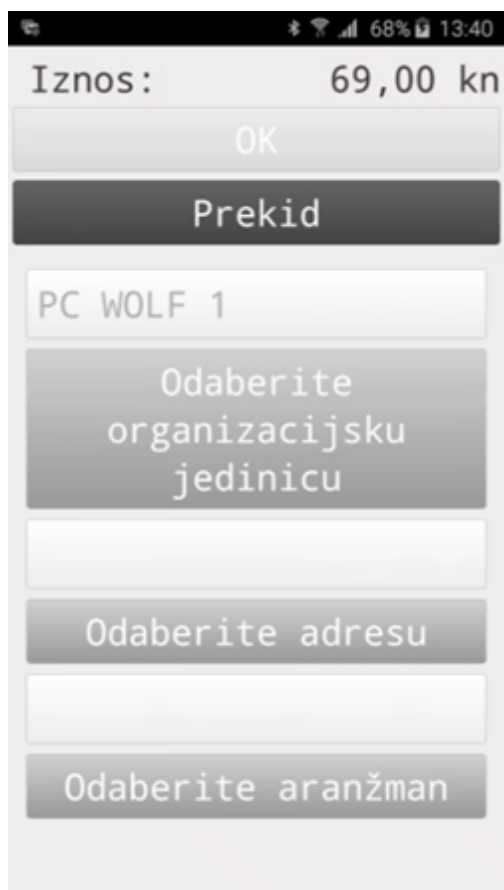 68% 13:40
Iznos: 69,00 kn
OK
Prekid
PC WOLF 1
Odaberite
organizacijsku
jedinicu
Odaberite adresu
Odaberite aranžman